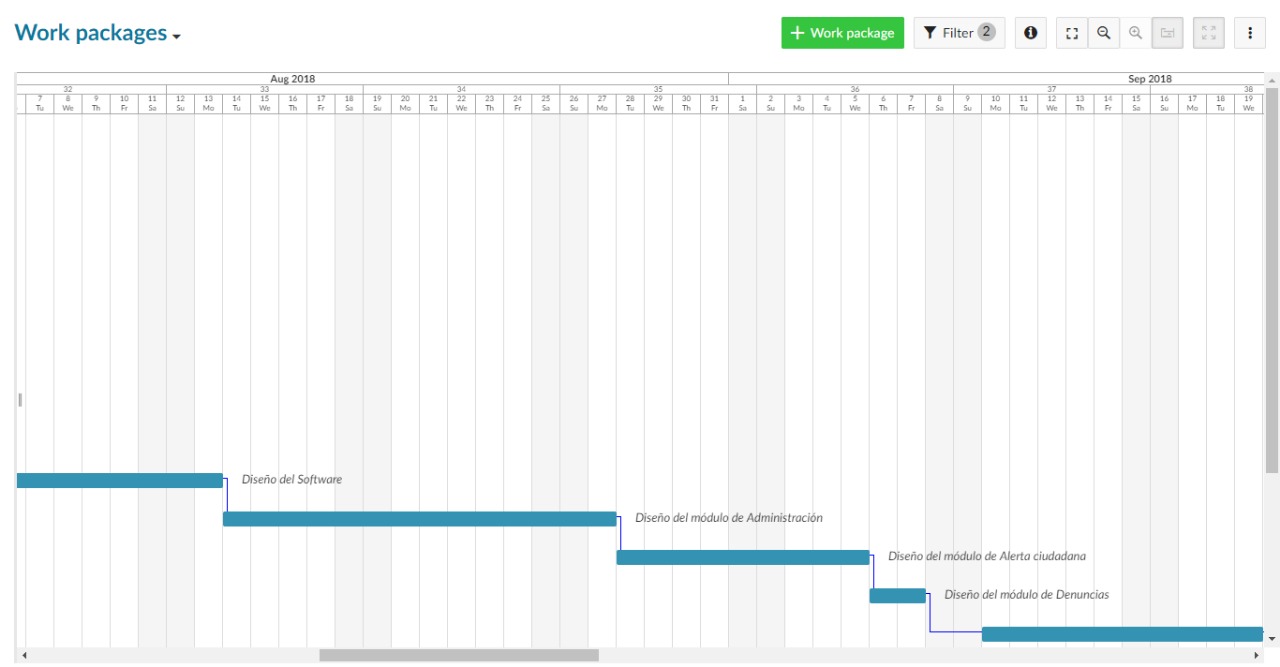 Work packages
+ Work package
Filter 2
Aug 2018 Sep 2018
32 33 34 35 36 37 38
7 8 9 10 11 12 13 14 15 16 17 18 19 20 21 22 23 24 25 26 27 28 29 30 31 1 2 3 4 5 6 7 8 9 10 11 12 13 14 15 16 17 18 19
Tu We Th Fr Sa Su Mo Tu We Th Fr Sa Su Mo Tu We Th Fr Sa Su Mo Tu We Th Fr Sa Su Mo Tu We Th Fr Sa Su Mo Tu We Th Fr Sa Su Mo Tu We
Diseño del Software
Diseño del módulo de Administración
Diseño del módulo de Alerta ciudadana
Diseño del módulo de Denuncias